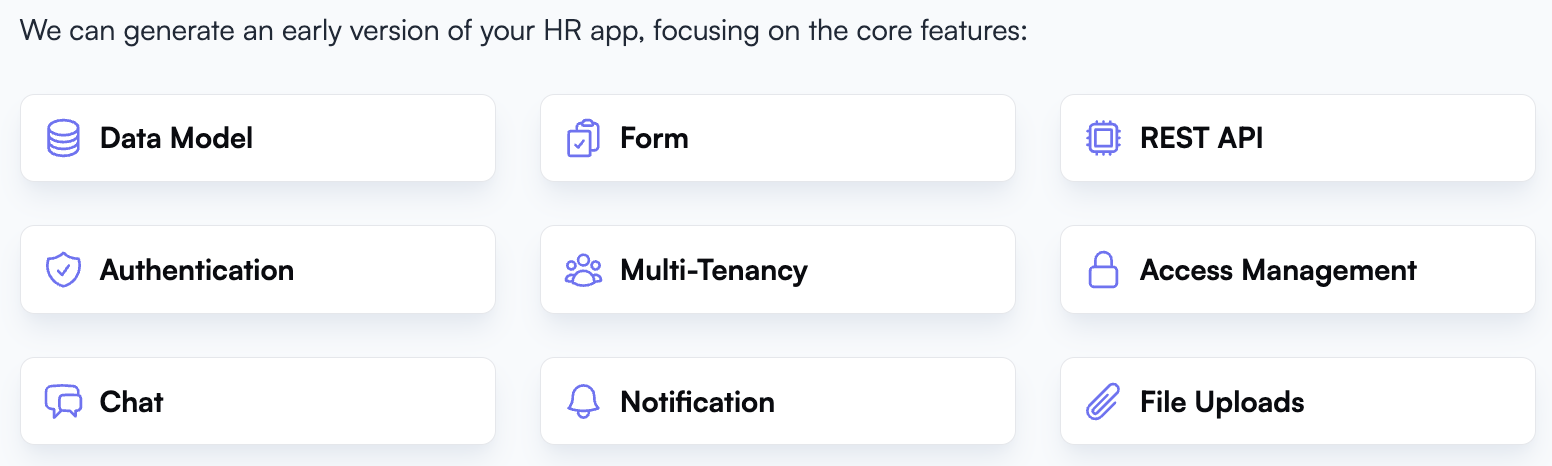 We can generate an early version of your HR app, focusing on the core features:
Data Model
Form
REST API
Authentication
Multi-Tenancy
Access Management
Chat
Notification
File Uploads